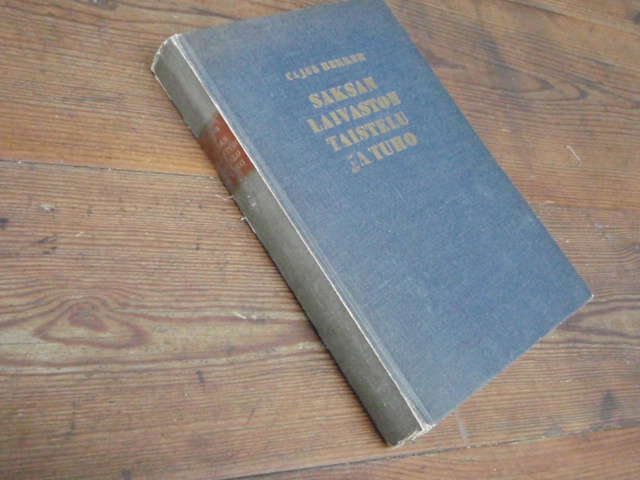 CAJUS BEKKER
SAKSAN
LAIVASTON
TAISTELU
JA TUHO